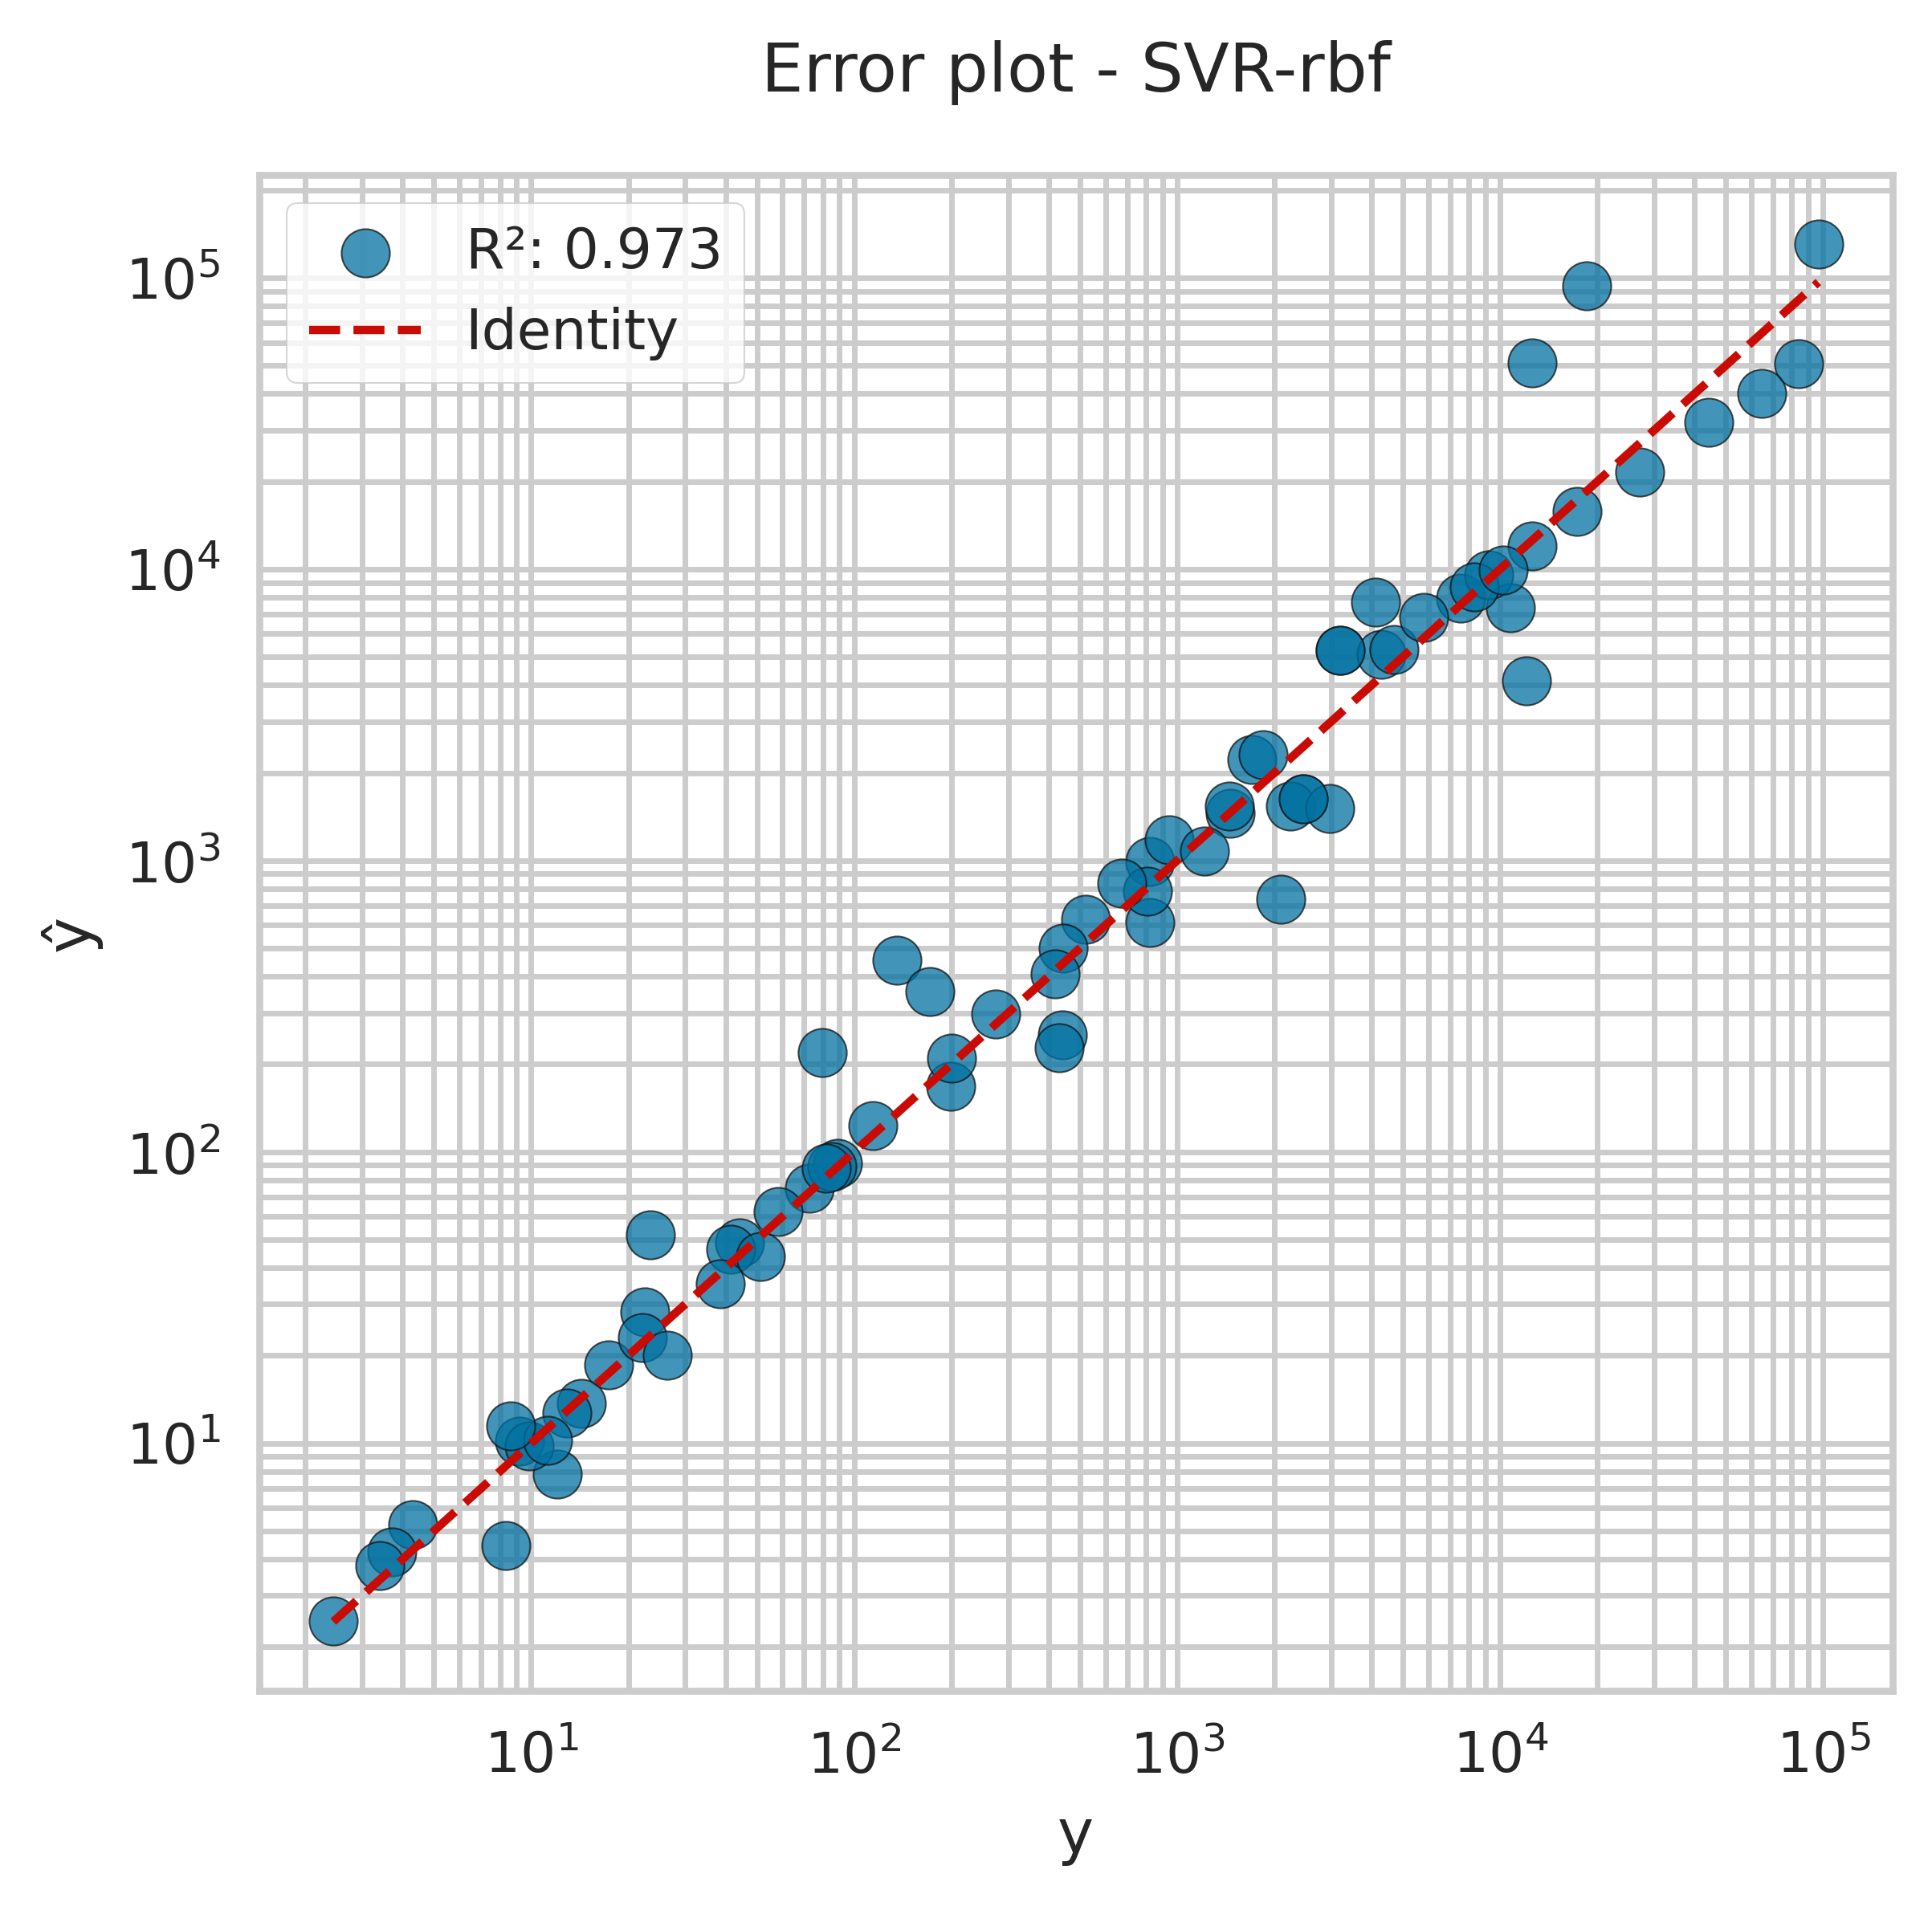 Error plot - SVR-rbf
R²: 0.973
Identity
10⁵
10⁴
10³
10²
10¹
ŷ
10¹ 10² 10³ 10⁴ 10⁵
y